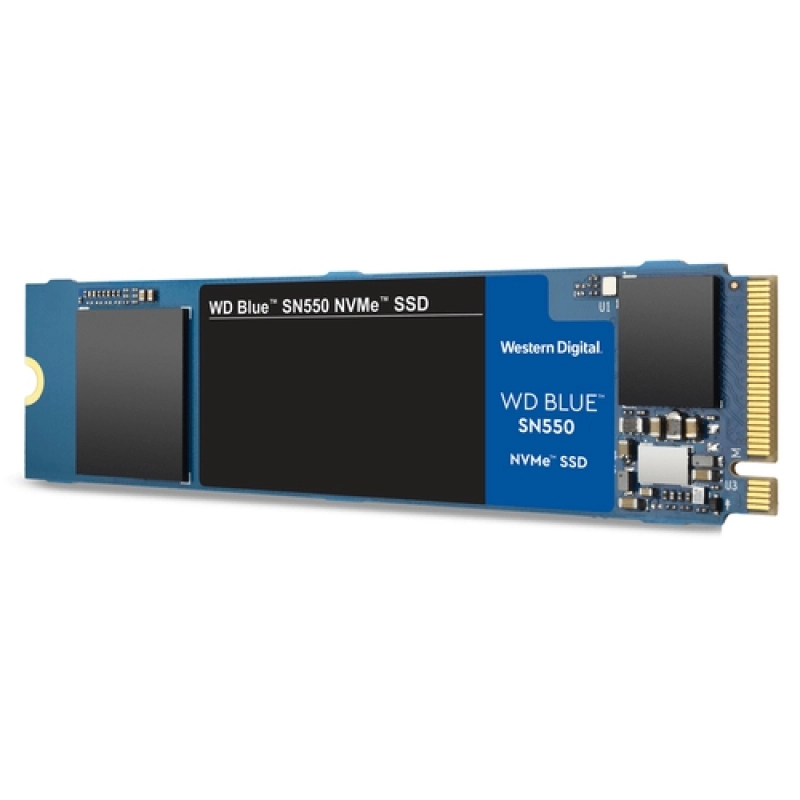 WD Blue™ SN550 NVMe™ SSD
Western Digital.
WD BLUE™
SN550
NVMe™ SSD
U1
M
U3